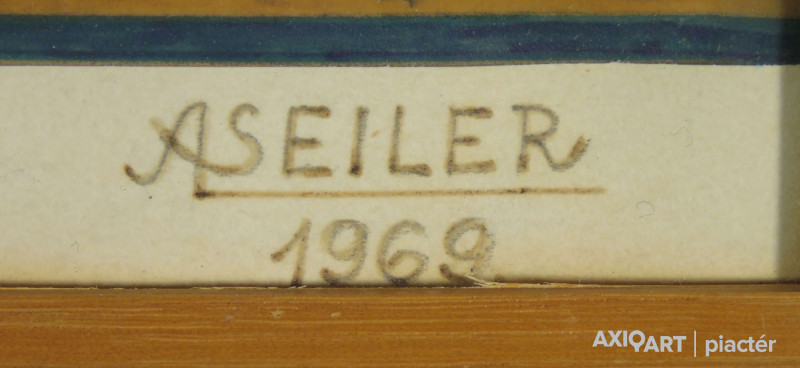 ASEILER
1969
AXIOART | piactér